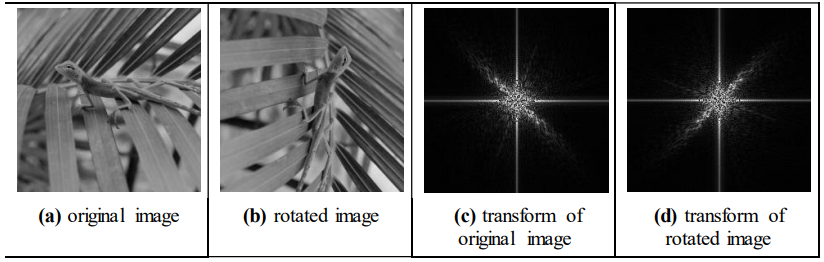 (a) original image
(b) rotated image
(c) transform of
original image
(d) transform of
rotated image